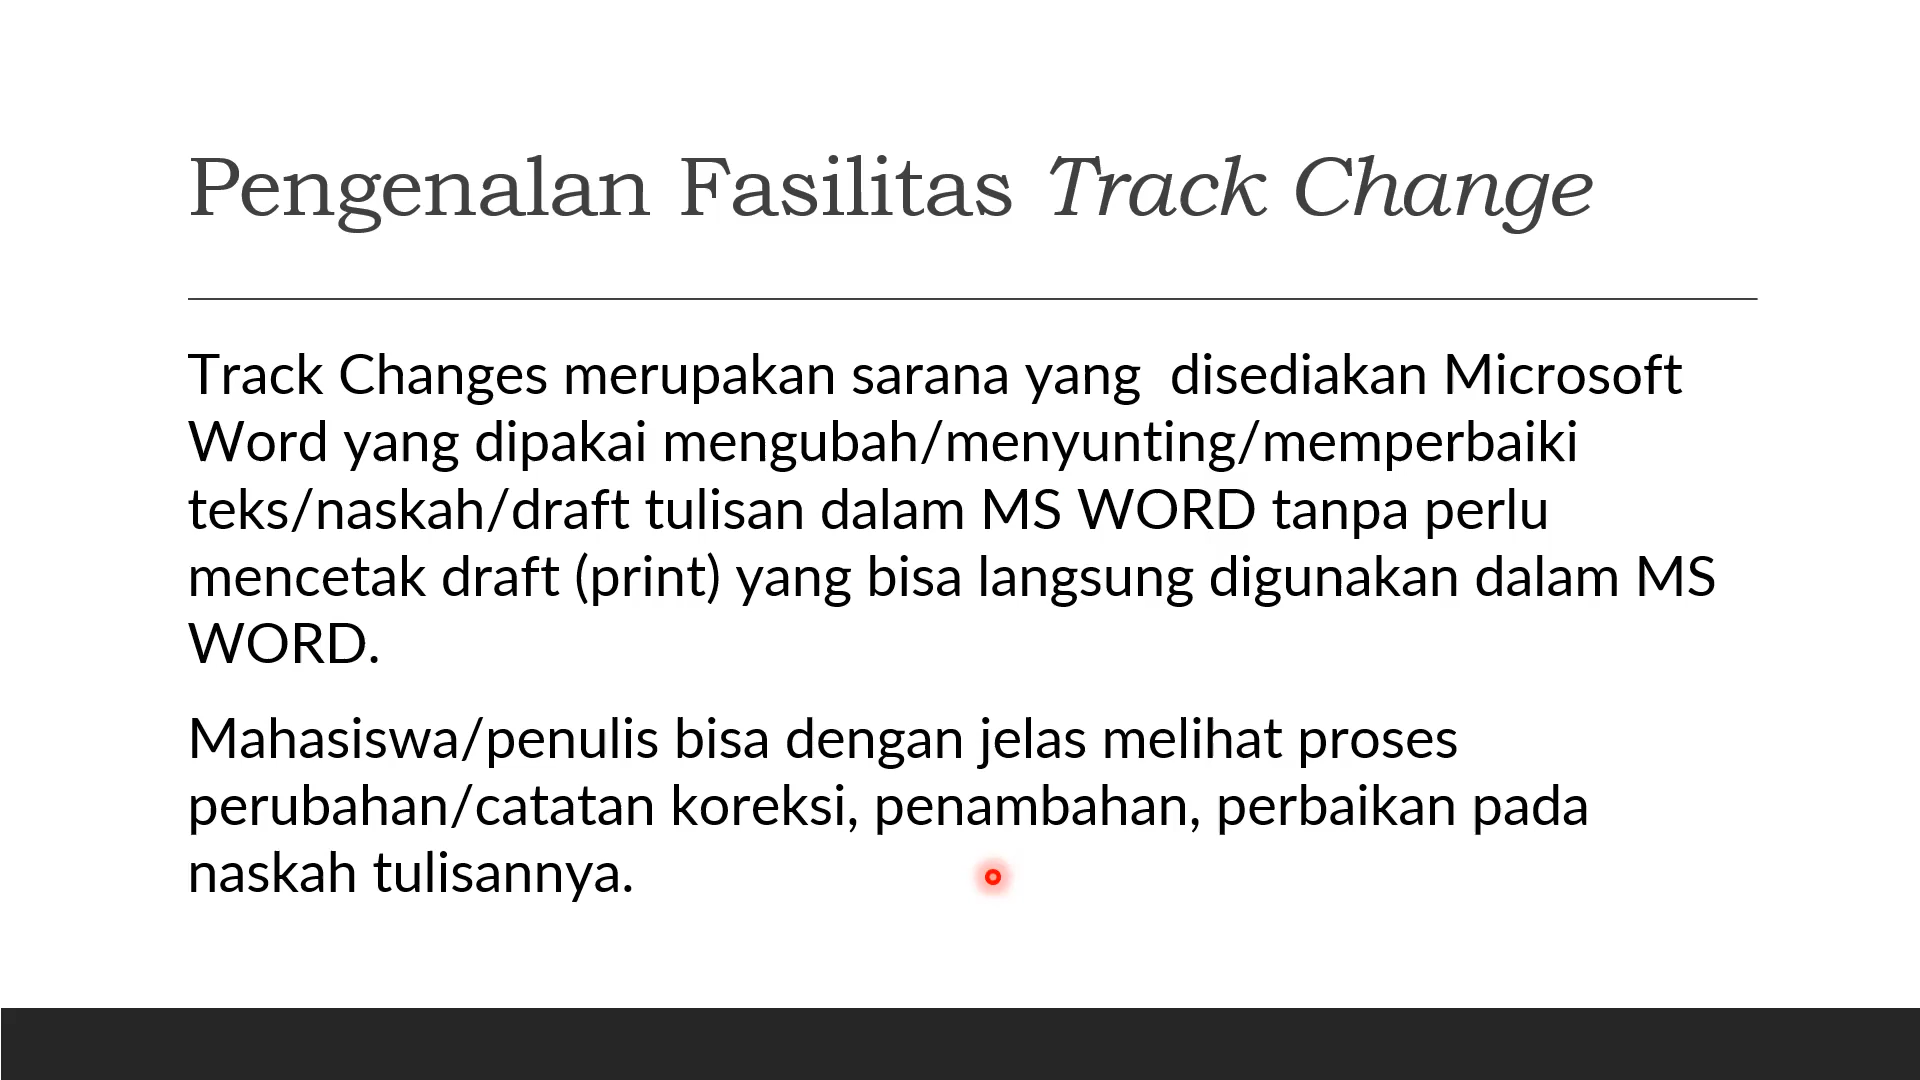 Pengenalan Fasilitas Track Change
Track Changes merupakan sarana yang  disediakan Microsoft
Word yang dipakai mengubah/menyunting/memperbaiki
teks/naskah/draft tulisan dalam MS WORD tanpa perlu
mencetak draft (print) yang bisa langsung digunakan dalam MS
WORD.
Mahasiswa/penulis bisa dengan jelas melihat proses
perubahan/catatan koreksi, penambahan, perbaikan pada
naskah tulisannya.